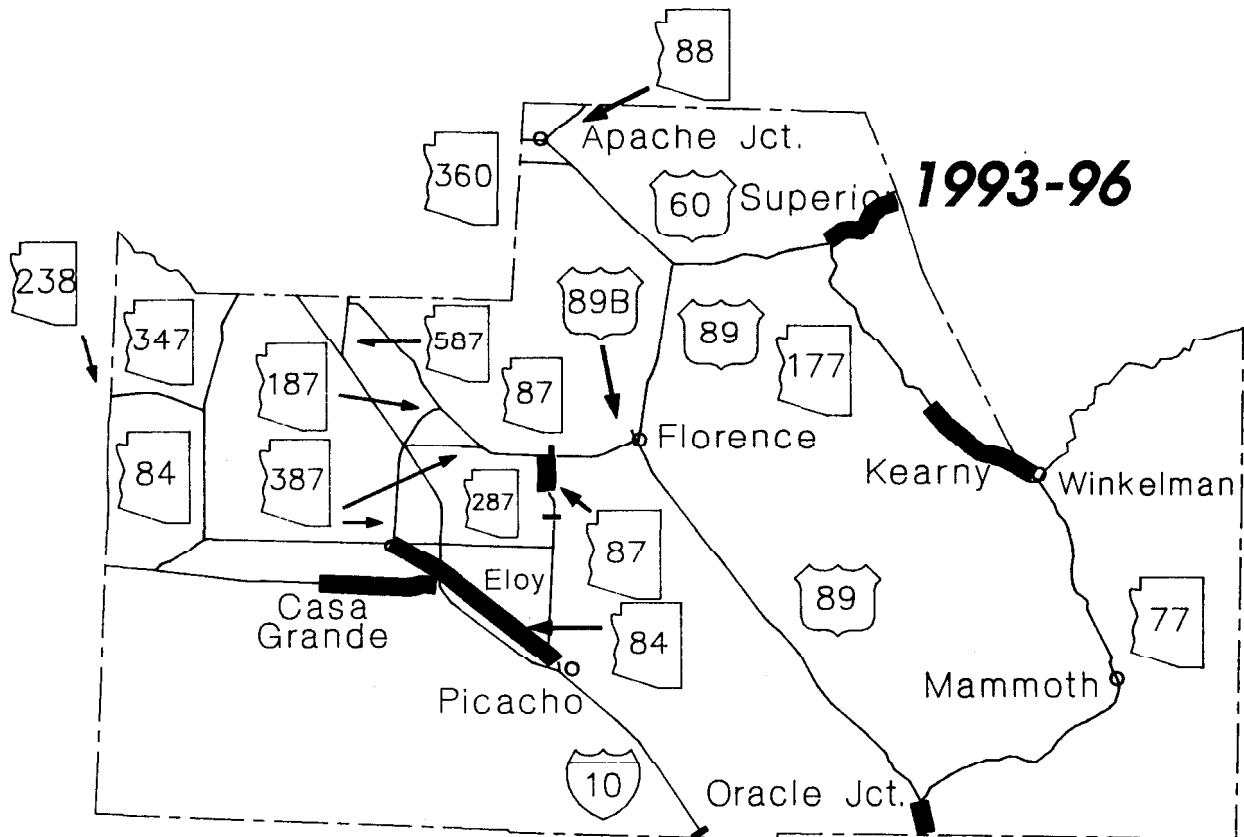 88
Apache Jct.
360
1993-96
60
Superior
238
89B
347
587
89
177
187
87
Florence
84
387
287
Kearny
Winkelman
87
Eloy
89
77
Casa
Grande
84
Mammoth
Picacho
10
Oracle Jct.